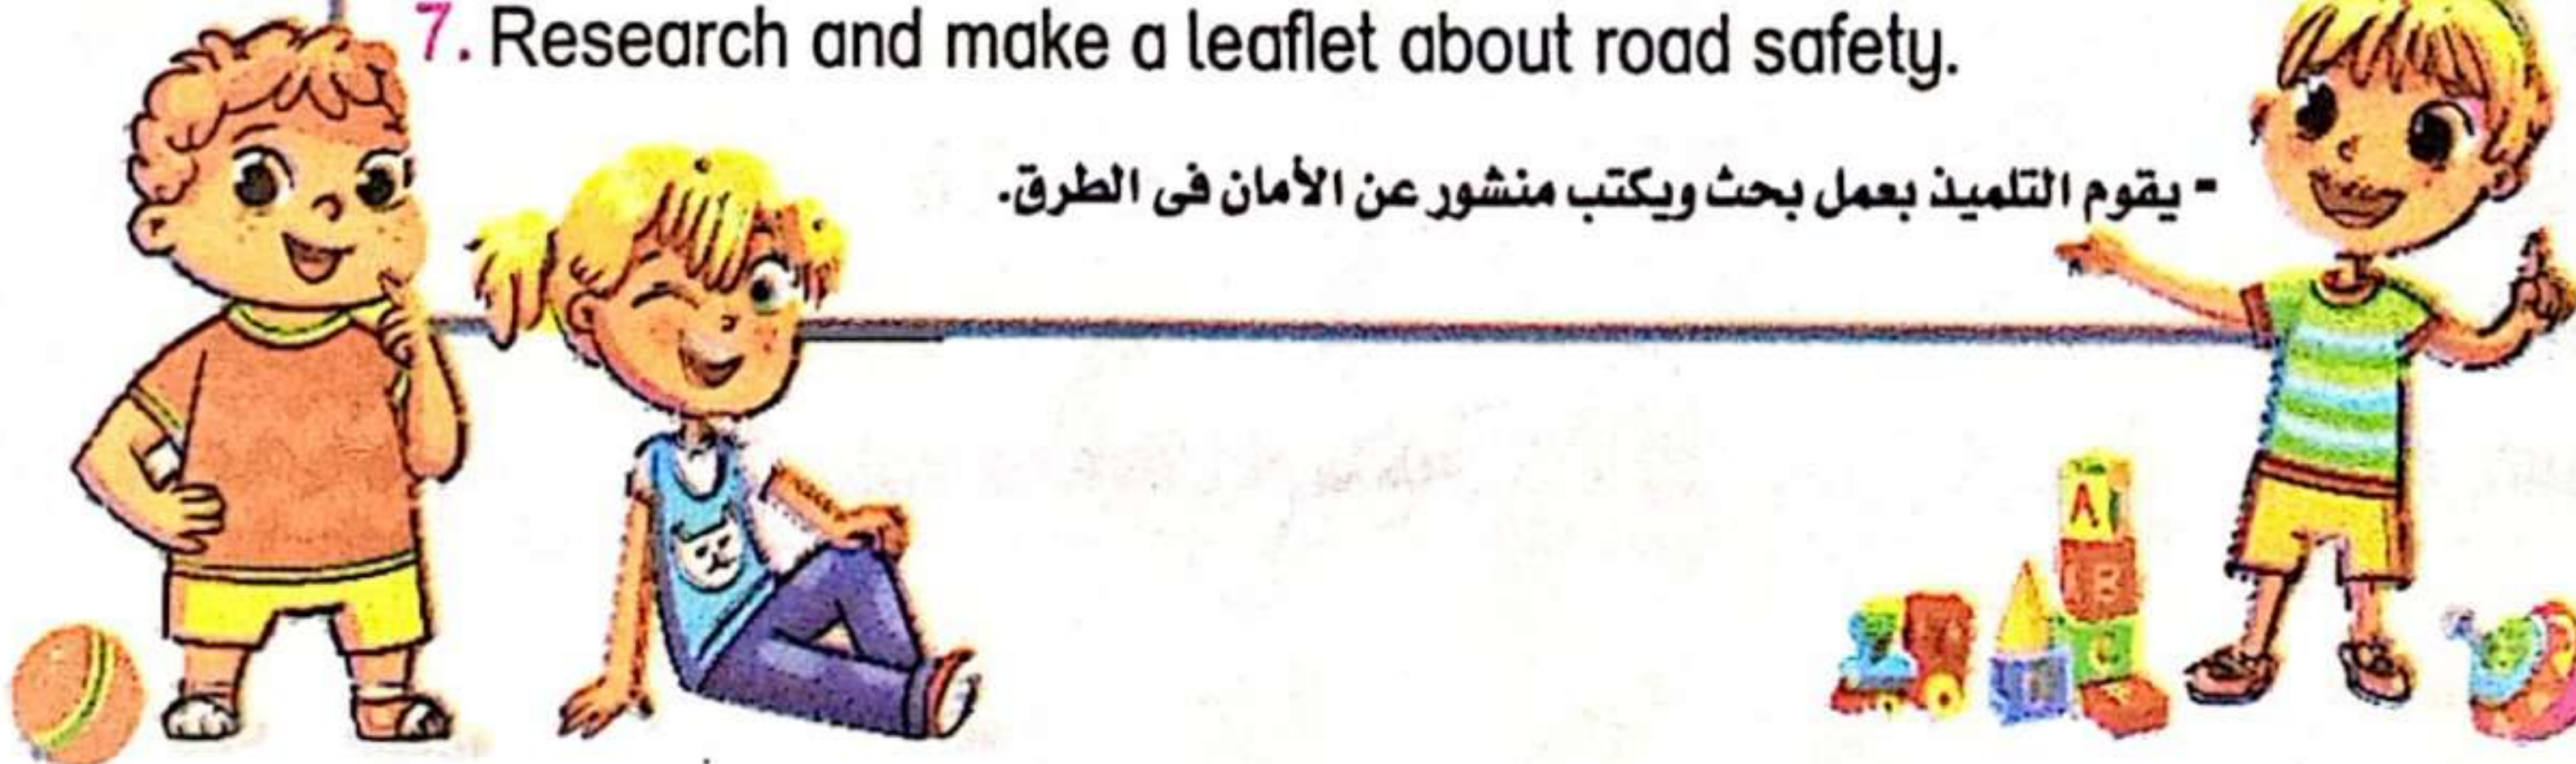 7. Research and make a leaflet about road safety.
- يقوم التلميذ بعمل بحث ويكتب منشور عن الأمان فى الطرق.
A
B
C